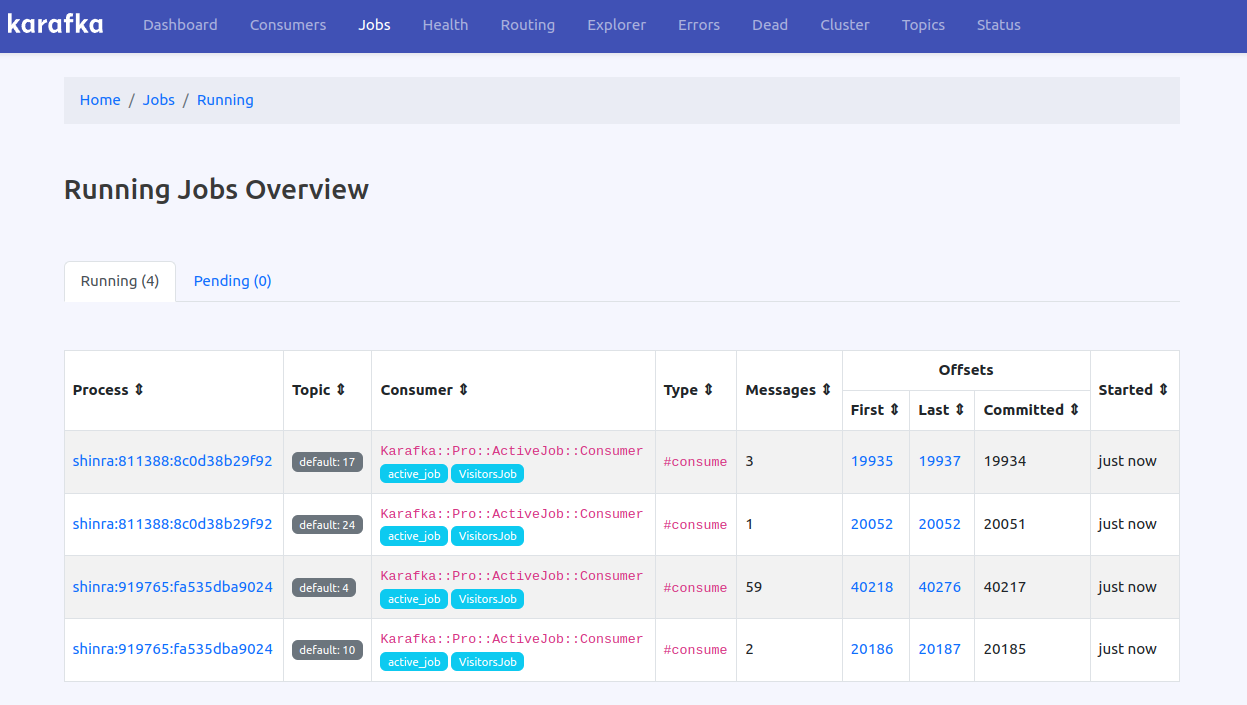 karafka Dashboard Consumers Jobs Health Routing Explorer Errors Dead Cluster Topics Status
Home / Jobs / Running
Running Jobs Overview
Running (4) Pending (0)
Process ⇕ Topic ⇕ Consumer ⇕ Type ⇕ Messages ⇕ Offsets Started ⇕
First ⇕ Last ⇕ Committed ⇕
shinra:811388:8c0d38b29f92 default: 17 Karafka::Pro::ActiveJob::Consumer #consume 3 19935 19937 19934 just now
active_job VisitorsJob
shinra:811388:8c0d38b29f92 default: 24 Karafka::Pro::ActiveJob::Consumer #consume 1 20052 20052 20051 just now
active_job VisitorsJob
shinra:919765:fa535dba9024 default: 4 Karafka::Pro::ActiveJob::Consumer #consume 59 40218 40276 40217 just now
active_job VisitorsJob
shinra:919765:fa535dba9024 default: 10 Karafka::Pro::ActiveJob::Consumer #consume 2 20186 20187 20185 just now
active_job VisitorsJob